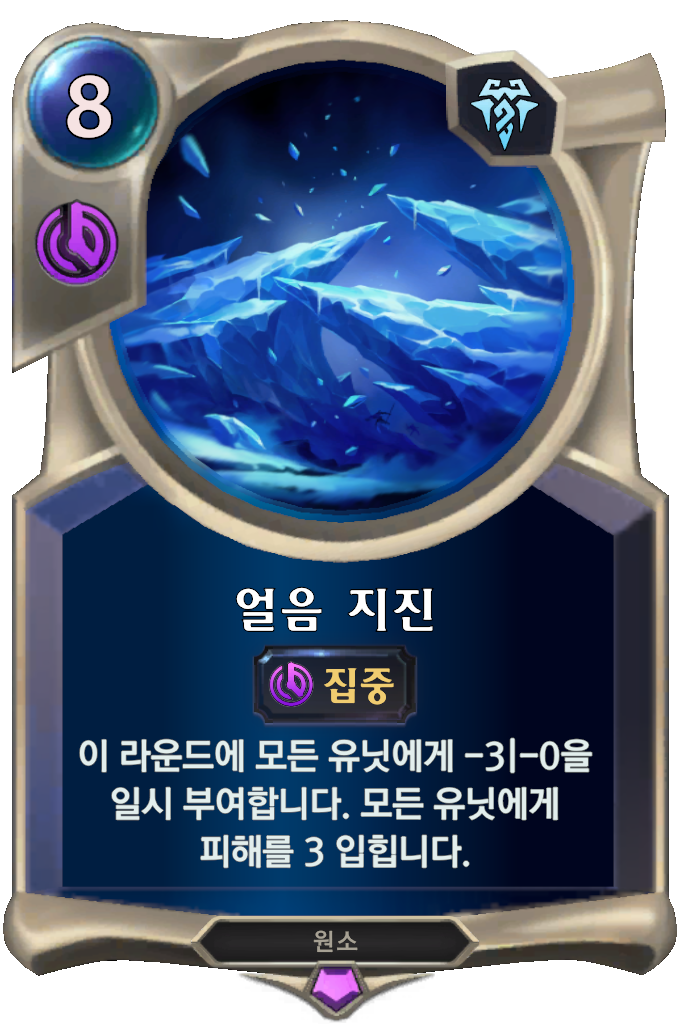 8
얼음 지진
집중
이 라운드에 모든 유닛에게 -3|-0을
일시 부여합니다. 모든 유닛에게
피해를 3 입힙니다.
원소